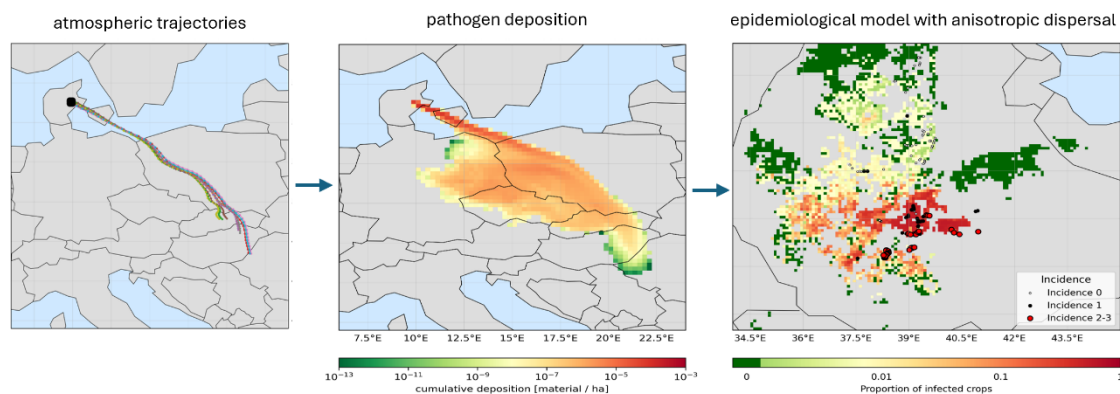 atmospheric trajectories
pathogen deposition
epidemiological model with anisotropic dispersal
7.5°E 10°E 12.5°E 15°E 17.5°E 20°E 22.5°E
10⁻¹³ 10⁻¹¹ 10⁻⁹ 10⁻⁷ 10⁻⁵ 10⁻³
cumulative deposition [material / ha]
Incidence
Incidence 0
Incidence 1
Incidence 2-3
34.5°E 36°E 37.5°E 39°E 40.5°E 42°E 43.5°E
0 0.01 0.1 1
Proportion of infected crops